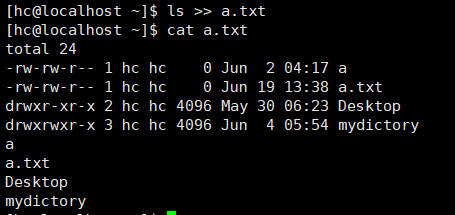 [hc@localhost ~]$ ls >> a.txt
[hc@localhost ~]$ cat a.txt
total 24
-rw-rw-r-- 1 hc hc    0 Jun  2 04:17 a
-rw-rw-r-- 1 hc hc    0 Jun 19 13:38 a.txt
drwxr-xr-x 2 hc hc 4096 May 30 06:23 Desktop
drwxrwxr-x 3 hc hc 4096 Jun  4 05:54 mydictory
a
a.txt
Desktop
mydictory